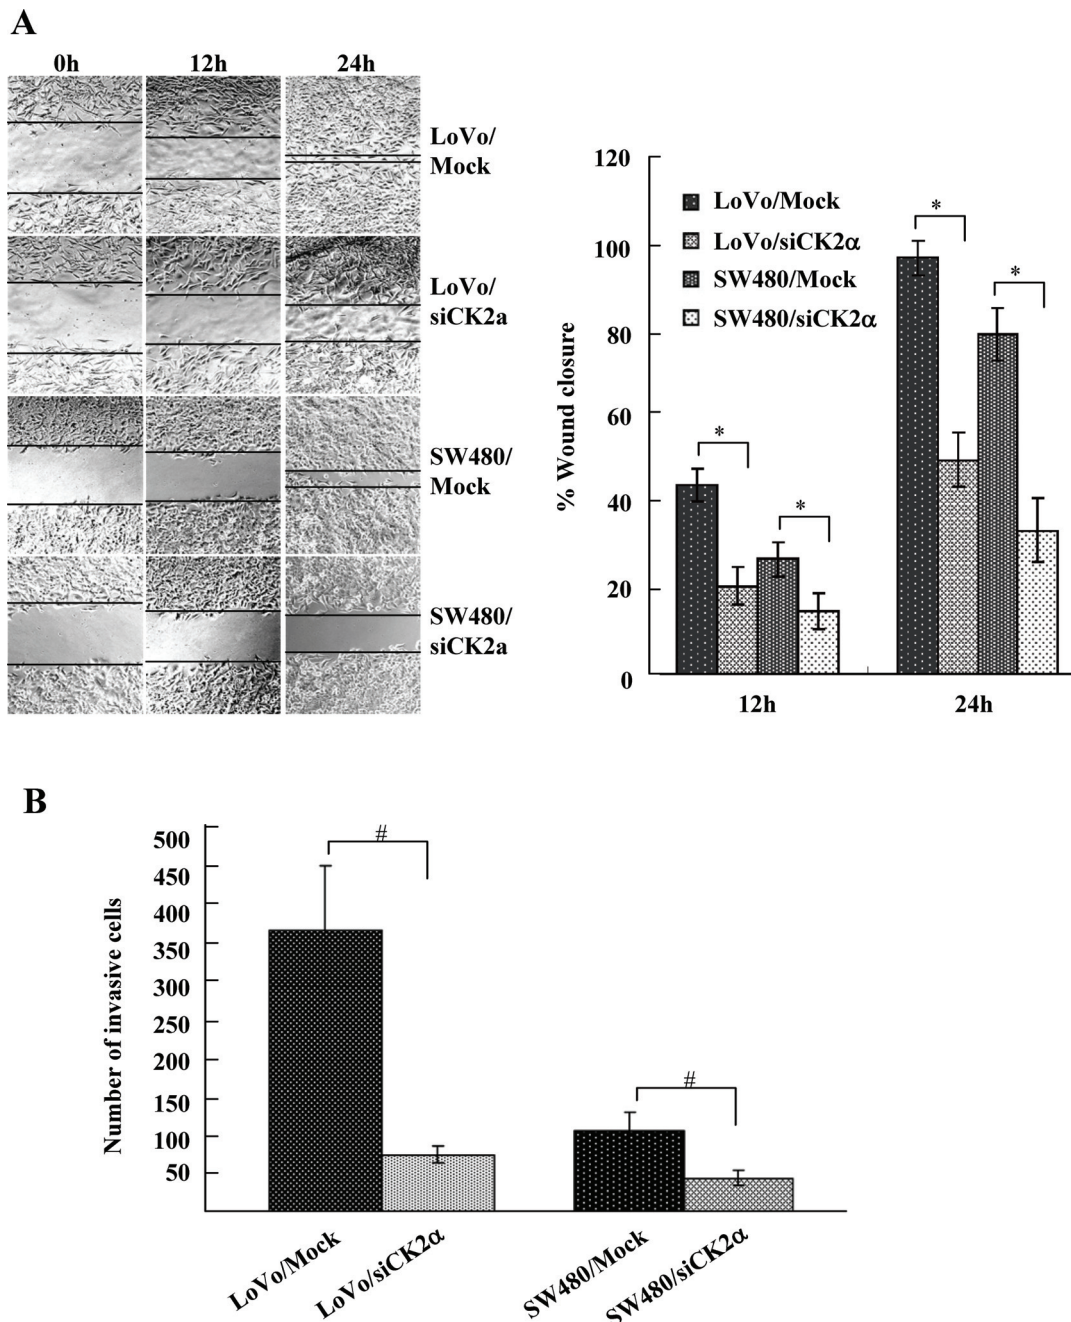 A
0h 12h 24h
LoVo/
Mock
LoVo/
siCK2a
SW480/
Mock
SW480/
siCK2a
% Wound closure
120
100
80
60
40
20
0
LoVo/Mock
LoVo/siCK2α
SW480/Mock
SW480/siCK2α
*
*
*
*
12h 24h
B
Number of invasive cells
500
450
400
350
300
250
200
150
100
50
#
#
LoVo/Mock
LoVo/siCK2α
SW480/Mock
SW480/siCK2α